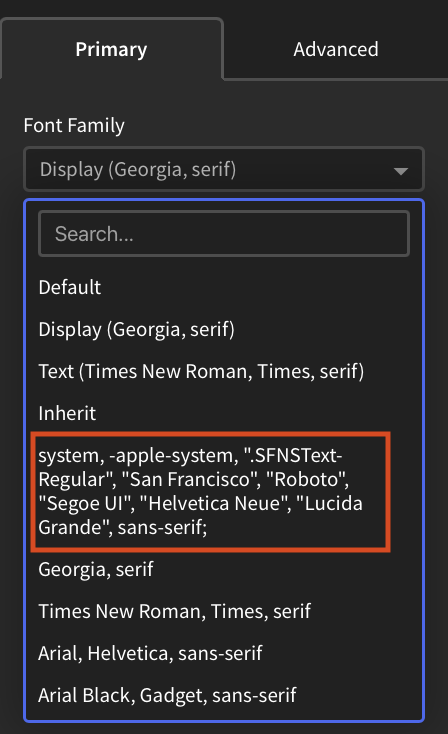 Primary
Advanced
Font Family
Display (Georgia, serif)
Search...
Default
Display (Georgia, serif)
Text (Times New Roman, Times, serif)
Inherit
system, -apple-system, ".SFNSText-
Regular", "San Francisco", "Roboto",
"Segoe UI", "Helvetica Neue", "Lucida
Grande", sans-serif;
Georgia, serif
Times New Roman, Times, serif
Arial, Helvetica, sans-serif
Arial Black, Gadget, sans-serif